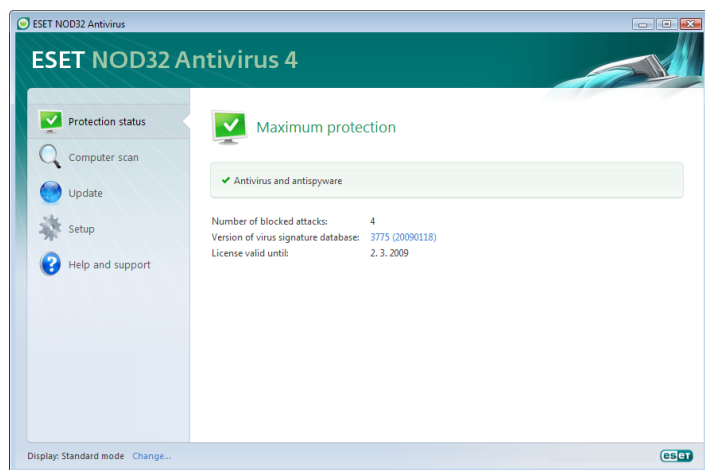 ESET NOD32 Antivirus
ESET NOD32 Antivirus 4
Protection status
Computer scan
Update
Setup
Help and support
Maximum protection
Antivirus and antispyware
Number of blocked attacks: 4
Version of virus signature database: 3775 (20090118)
License valid until: 2. 3. 2009
Display: Standard mode Change...
eset